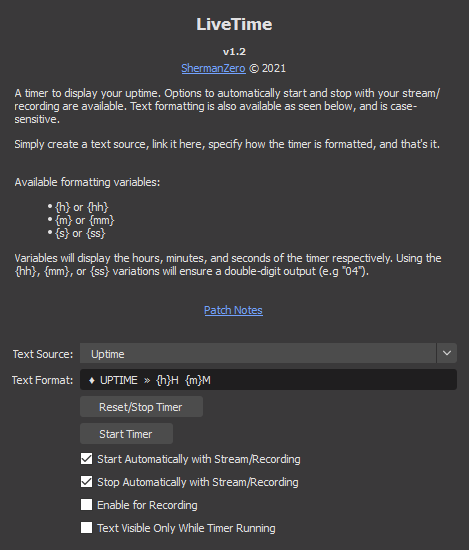 LiveTime
v1.2
ShermanZero © 2021
A timer to display your uptime. Options to automatically start and stop with your stream/
recording are available. Text formatting is also available as seen below, and is case-
sensitive.
Simply create a text source, link it here, specify how the timer is formatted, and that's it.
Available formatting variables:
• {h} or {hh}
• {m} or {mm}
• {s} or {ss}
Variables will display the hours, minutes, and seconds of the timer respectively. Using the
{hh}, {mm}, or {ss} variations will ensure a double-digit output (e.g "04").
Patch Notes
Text Source: Uptime
Text Format: ♦ UPTIME » {h}H {m}M
Reset/Stop Timer
Start Timer
Start Automatically with Stream/Recording
Stop Automatically with Stream/Recording
Enable for Recording
Text Visible Only While Timer Running